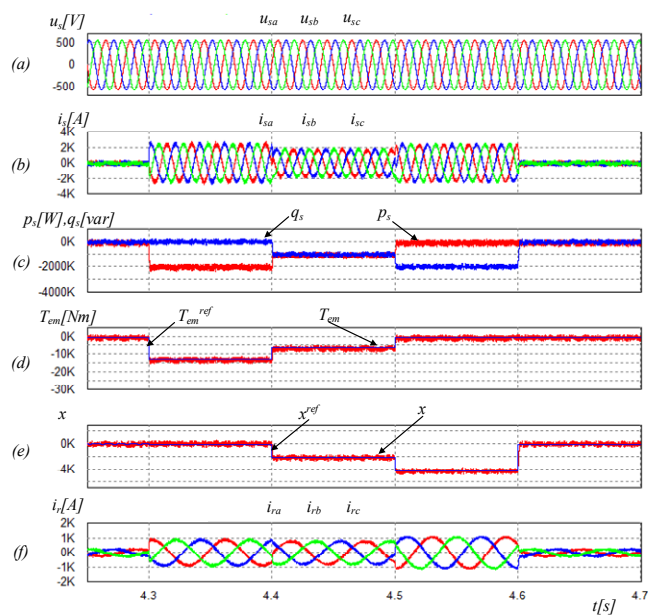 u_s[V] u_sa u_sb u_sc
500
(a) 0
-500
i_s[A] i_sa i_sb i_sc
4K
2K
(b) 0K
-2K
4K
p_s[W],q_s[var] q_s p_s
0K
(c) -2000K
-4000K
T_em[Nm] T_em^ref T_em
0K
-10K
(d)
-20K
-30K
x x^ref x
0K
(e)
4K
i_r[A] i_ra i_rb i_rc
2K
1K
(f) 0K
-1K
-2K
4.3 4.4 4.5 4.6 4.7
t[s]